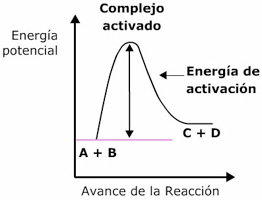 Complejo
activado
Energía
potencial
Energía de
activación
C + D
A + B
Avance de la Reacción